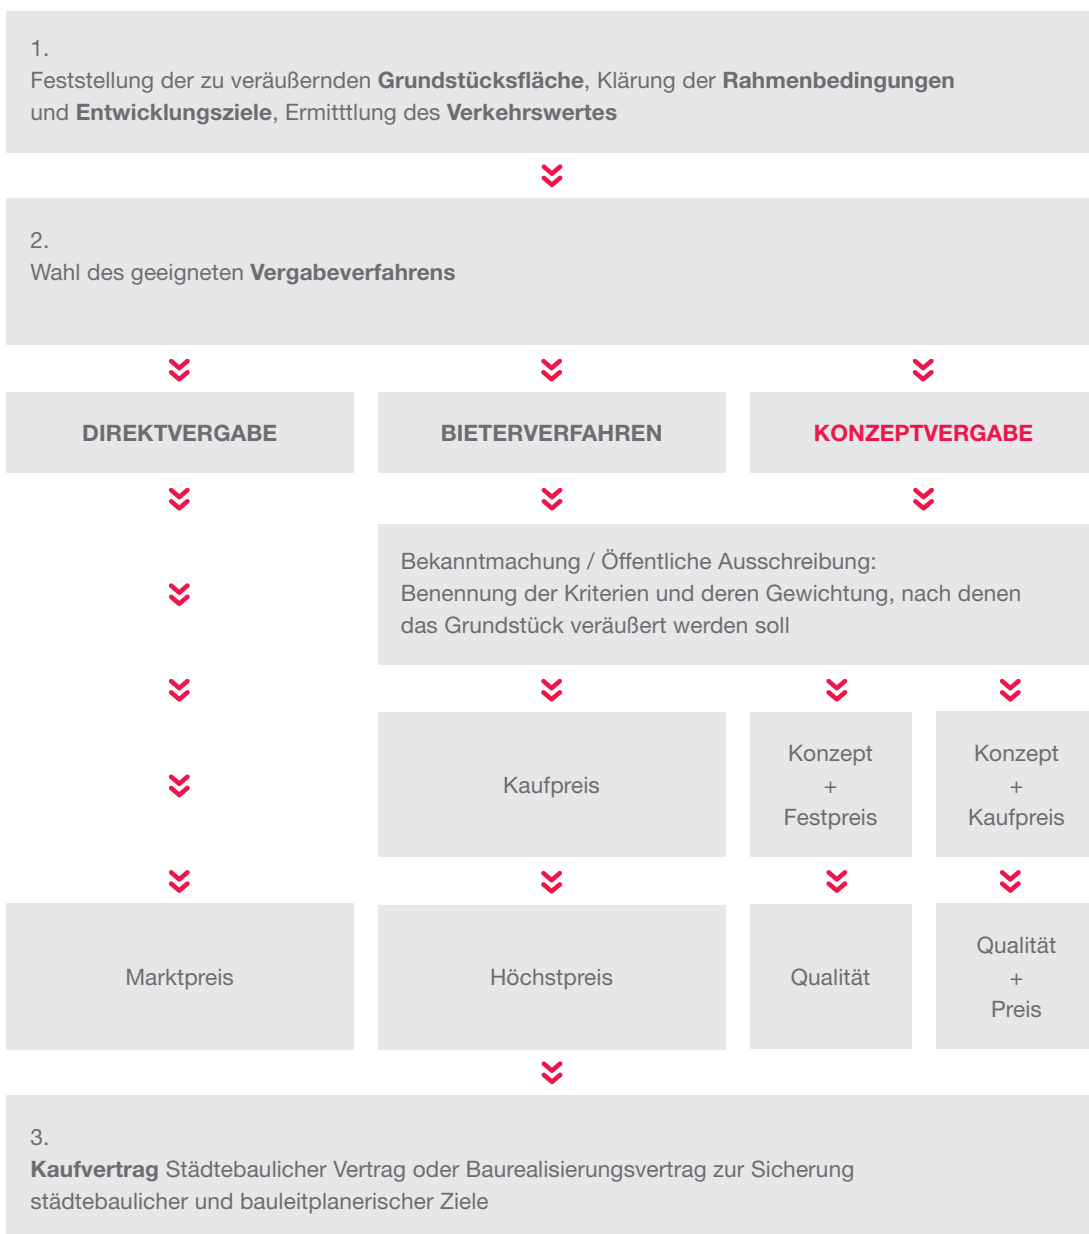 1.
Feststellung der zu veräußernden Grundstücksfläche, Klärung der Rahmenbedingungen
und Entwicklungsziele, Ermitttlung des Verkehrswertes
2.
Wahl des geeigneten Vergabeverfahrens
DIREKTVERGABE
BIETERVERFAHREN
KONZEPTVERGABE
Bekanntmachung / Öffentliche Ausschreibung:
Benennung der Kriterien und deren Gewichtung, nach denen
das Grundstück veräußert werden soll
Kaufpreis
Konzept
+
Festpreis
Konzept
+
Kaufpreis
Marktpreis
Höchstpreis
Qualität
Qualität
+
Preis
3.
Kaufvertrag Städtebaulicher Vertrag oder Baurealisierungsvertrag zur Sicherung
städtebaulicher und bauleitplanerischer Ziele